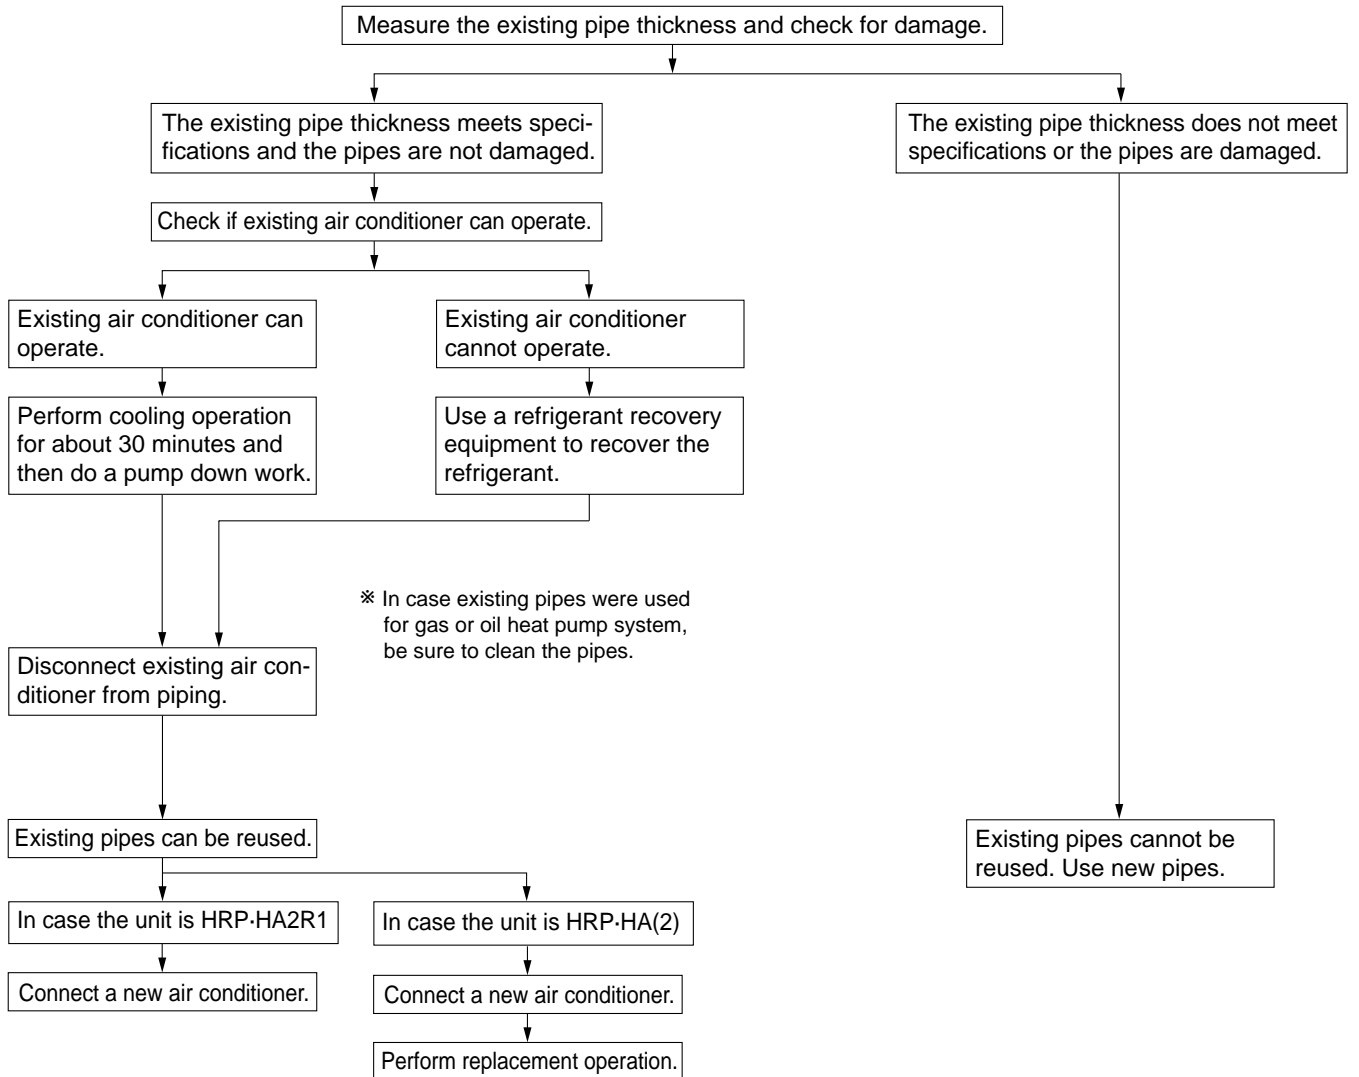 Measure the existing pipe thickness and check for damage.
The existing pipe thickness meets speci-
fications and the pipes are not damaged.
The existing pipe thickness does not meet
specifications or the pipes are damaged.
Check if existing air conditioner can operate.
Existing air conditioner can
operate.
Existing air conditioner
cannot operate.
Perform cooling operation
for about 30 minutes and
then do a pump down work.
Use a refrigerant recovery
equipment to recover the
refrigerant.
※ In case existing pipes were used
for gas or oil heat pump system,
be sure to clean the pipes.
Disconnect existing air con-
ditioner from piping.
Existing pipes can be reused.
Existing pipes cannot be
reused. Use new pipes.
In case the unit is HRP·HA2R1
In case the unit is HRP·HA(2)
Connect a new air conditioner.
Connect a new air conditioner.
Perform replacement operation.